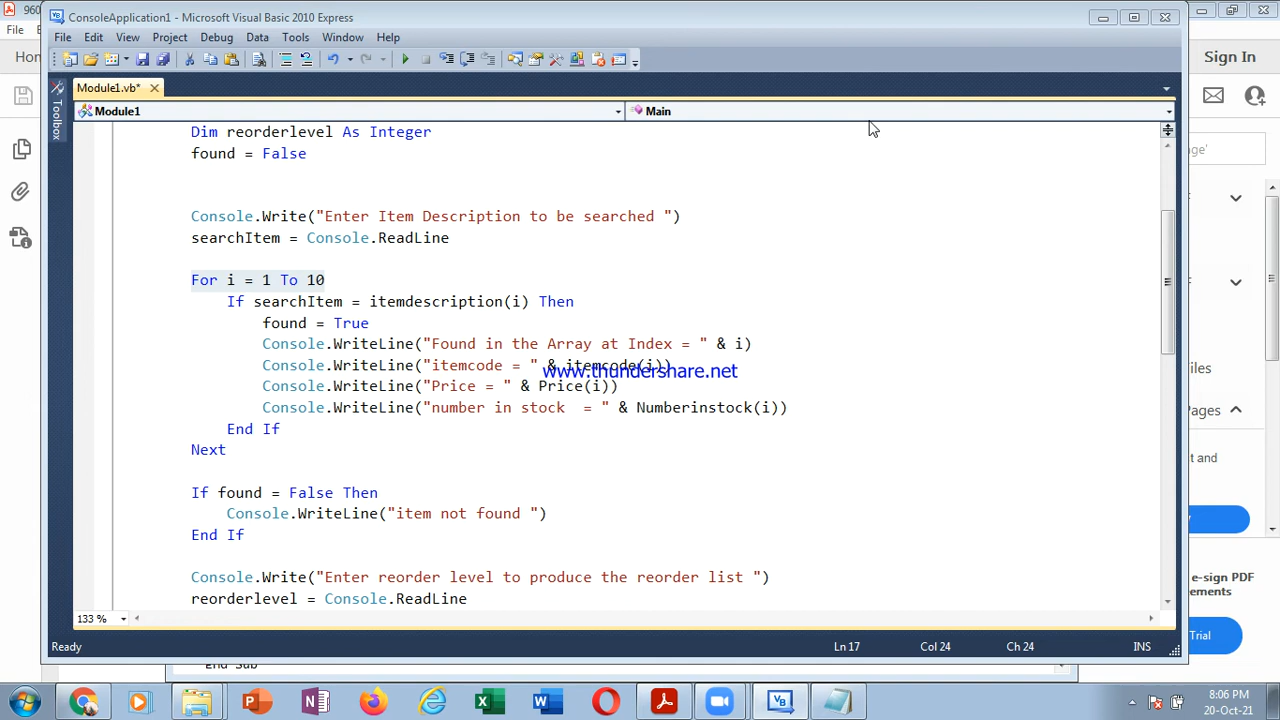 960
ConsoleApplication1 - Microsoft Visual Basic 2010 Express
File
File Edit View Project Debug Data Tools Window Help
Sign In
Module1.vb*
Toolbox
Module1
Main
Dim reorderlevel As Integer
found = False
age'
Console.Write("Enter Item Description to be searched ")
searchItem = Console.ReadLine
For i = 1 To 10
If searchItem = itemdescription(i) Then
found = True
Console.WriteLine("Found in the Array at Index = " & i)
Console.WriteLine("itemcode = " & itemcode(i))
www.thundershare.net
Console.WriteLine("Price = " & Price(i))
Console.WriteLine("number in stock  = " & Numberinstock(i))
Pages
End If
Next
t and
If found = False Then
Console.WriteLine("item not found ")
End If
Console.Write("Enter reorder level to produce the reorder list ")
e-sign PDF
reorderlevel = Console.ReadLine
133 %
Trial
Ready
Ln 17
Col 24
Ch 24
INS
End Sub
8:06 PM
20-Oct-21